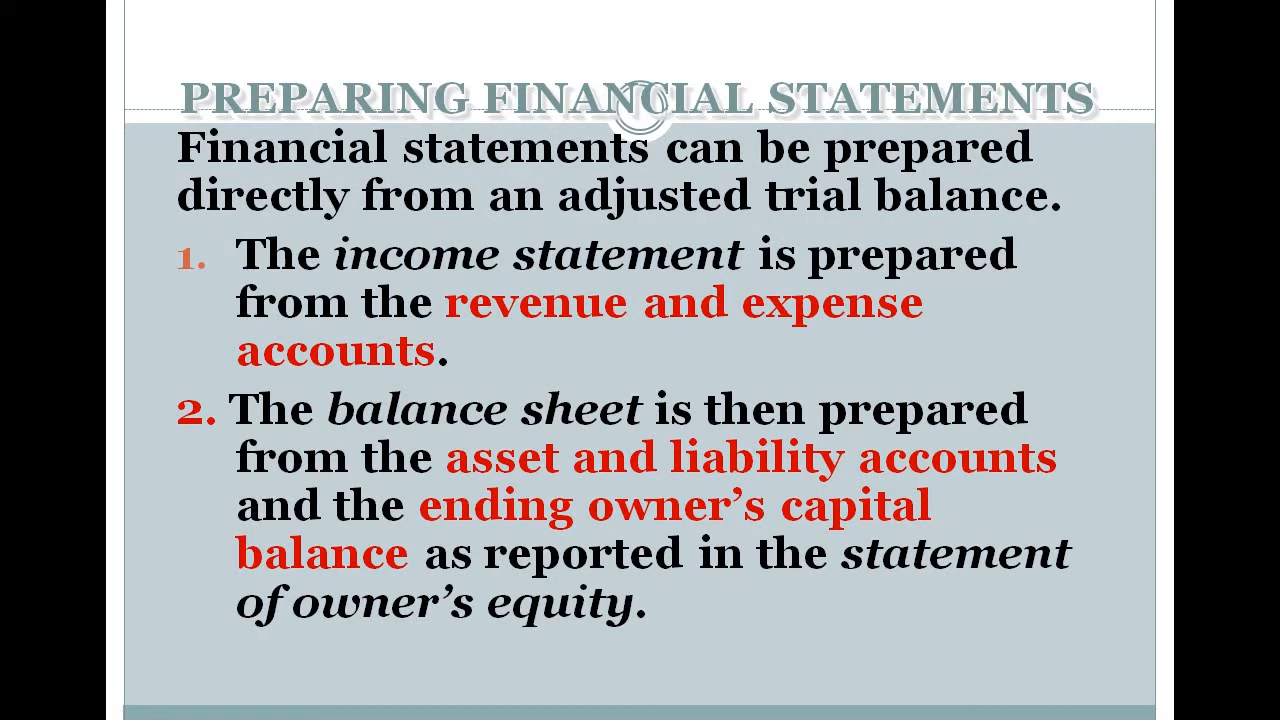 PREPARING FINANCIAL STATEMENTS
Financial statements can be prepared
directly from an adjusted trial balance.
1. The income statement is prepared
from the revenue and expense
accounts.
2. The balance sheet is then prepared
from the asset and liability accounts
and the ending owner’s capital
balance as reported in the statement
of owner’s equity.